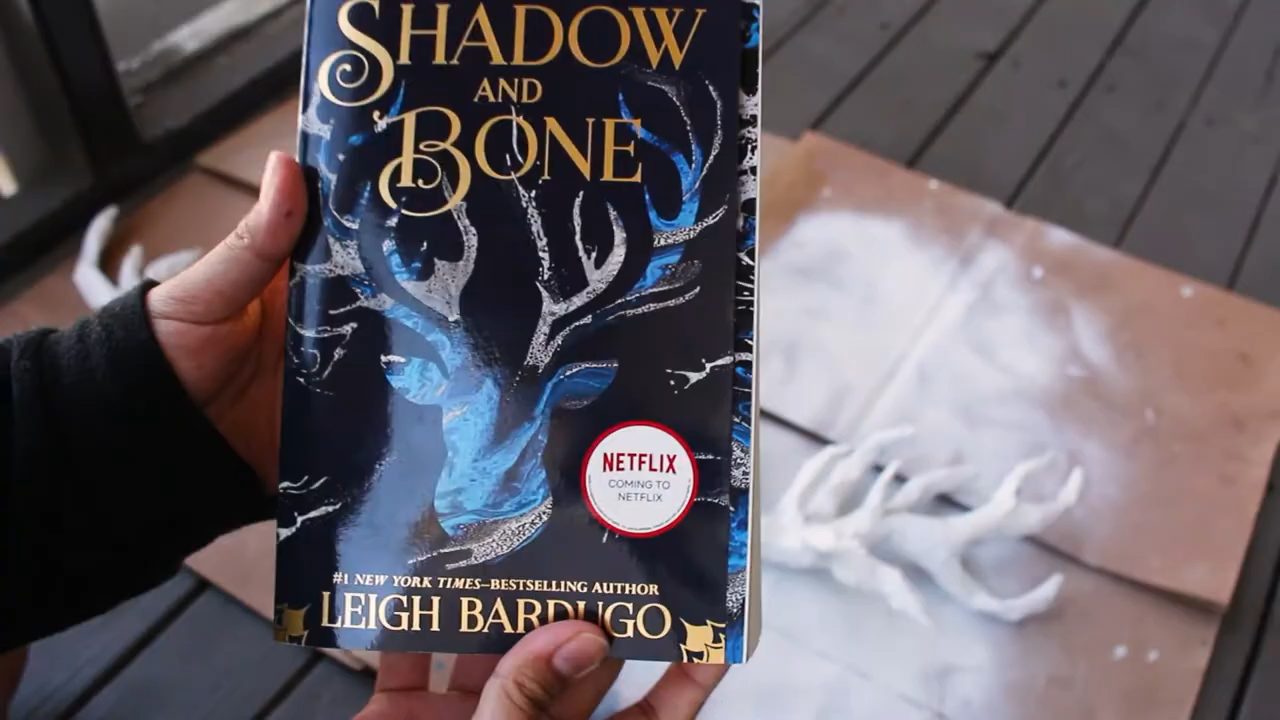 SHADOW
AND
BONE
NETFLIX
COMING TO
NETFLIX
#1 NEW YORK TIMES–BESTSELLING AUTHOR
LEIGH BARDUGO